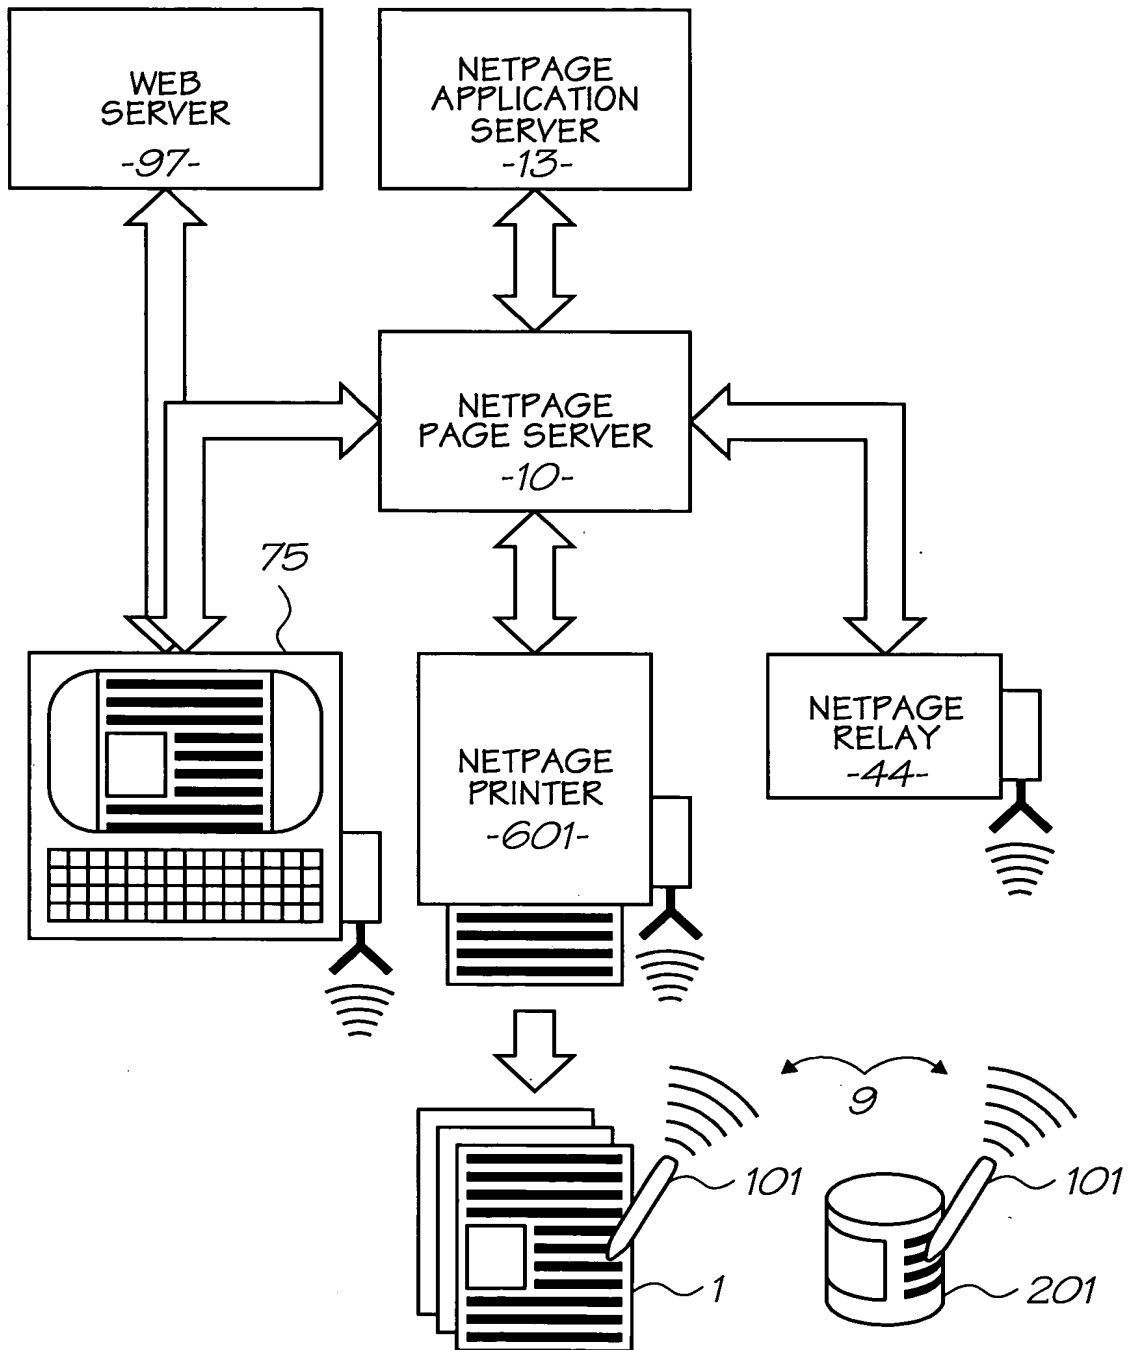 WEB
SERVER
-97-
NETPAGE
APPLICATION
SERVER
-13-
NETPAGE
PAGE SERVER
-10-
75
NETPAGE
PRINTER
-601-
NETPAGE
RELAY
-44-
9
101
101
1
201